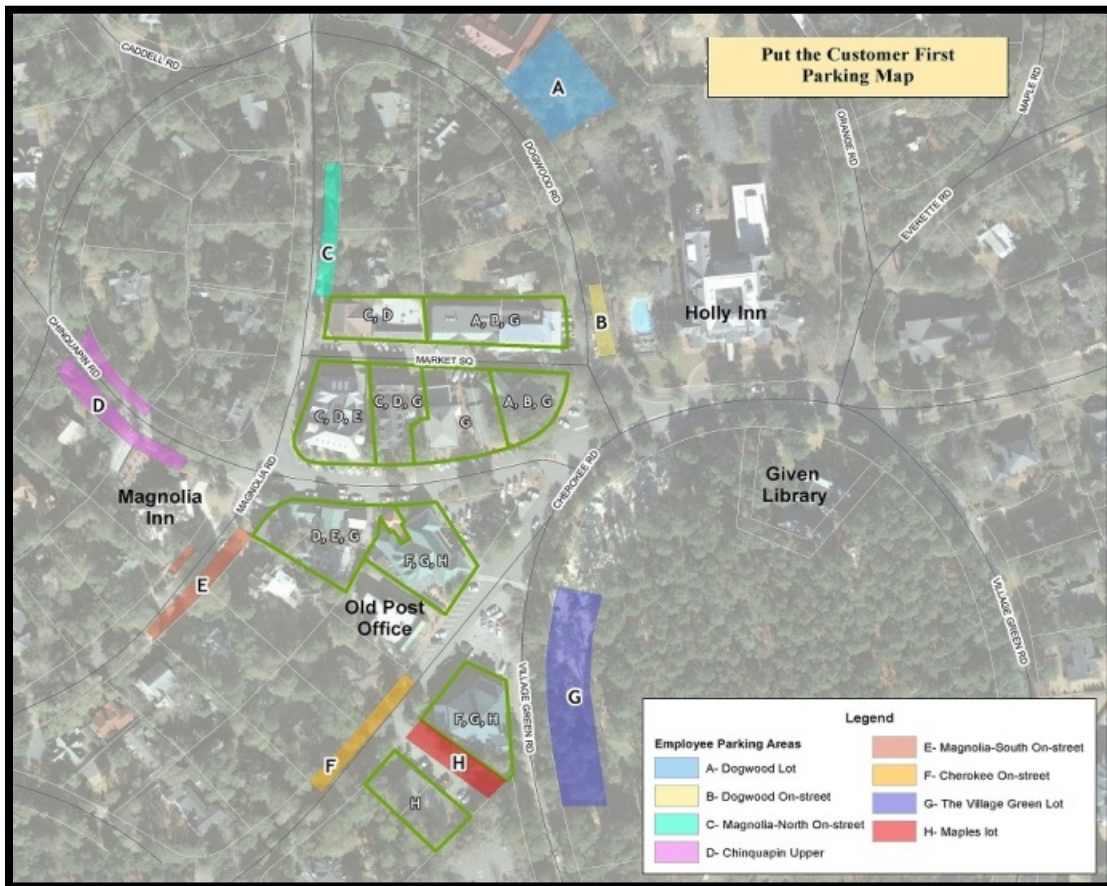 Put the Customer First
Parking Map
CADDELL RD
A
DOGWOOD RD
ORANGE RD
MAPLE RD
EVERETTE RD
C
C, D
A, B, G
B
Holly Inn
MARKET SQ
CHINQUAPIN RD
D
C, D, E
C, D, G
G
A, B, G
MAGNOLIA RD
CHEROKEE RD
Magnolia
Inn
Given
Library
D, E, G
F, G, H
E
Old Post
Office
VILLAGE GREEN RD
VILLAGE GREEN RD
G
F, G, H
F
H
H
Legend
Employee Parking Areas
A- Dogwood Lot
B- Dogwood On-street
C- Magnolia-North On-street
D- Chinquapin Upper
E- Magnolia-South On-street
F- Cherokee On-street
G- The Village Green Lot
H- Maples lot